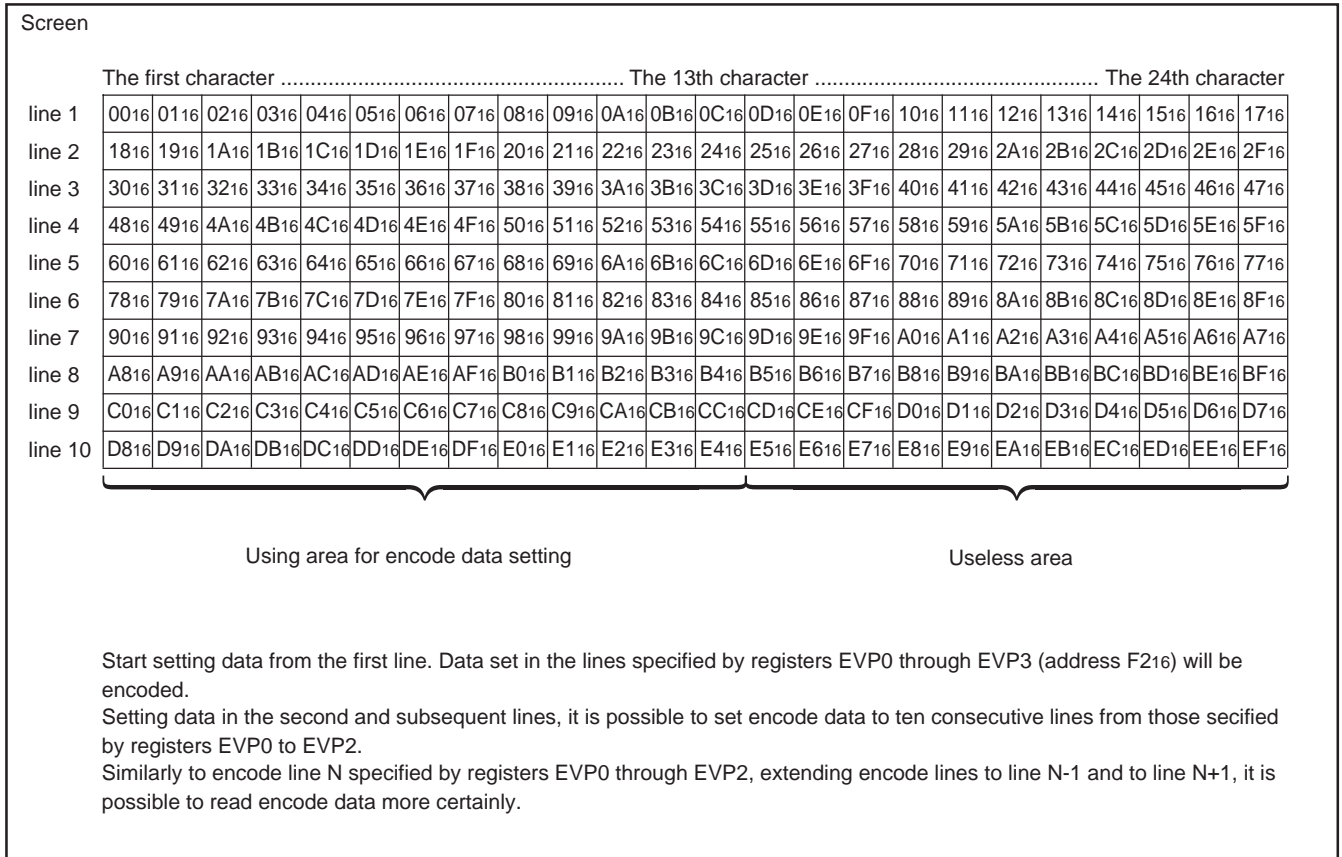 Screen
The first character .......................................................... The 13th character ................................................ The 24th character
line 1 0016 0116 0216 0316 0416 0516 0616 0716 0816 0916 0A16 0B16 0C16 0D16 0E16 0F16 1016 1116 1216 1316 1416 1516 1616 1716
line 2 1816 1916 1A16 1B16 1C16 1D16 1E16 1F16 2016 2116 2216 2316 2416 2516 2616 2716 2816 2916 2A16 2B16 2C16 2D16 2E16 2F16
line 3 3016 3116 3216 3316 3416 3516 3616 3716 3816 3916 3A16 3B16 3C16 3D16 3E16 3F16 4016 4116 4216 4316 4416 4516 4616 4716
line 4 4816 4916 4A16 4B16 4C16 4D16 4E16 4F16 5016 5116 5216 5316 5416 5516 5616 5716 5816 5916 5A16 5B16 5C16 5D16 5E16 5F16
line 5 6016 6116 6216 6316 6416 6516 6616 6716 6816 6916 6A16 6B16 6C16 6D16 6E16 6F16 7016 7116 7216 7316 7416 7516 7616 7716
line 6 7816 7916 7A16 7B16 7C16 7D16 7E16 7F16 8016 8116 8216 8316 8416 8516 8616 8716 8816 8916 8A16 8B16 8C16 8D16 8E16 8F16
line 7 9016 9116 9216 9316 9416 9516 9616 9716 9816 9916 9A16 9B16 9C16 9D16 9E16 9F16 A016 A116 A216 A316 A416 A516 A616 A716
line 8 A816 A916 AA16 AB16 AC16 AD16 AE16 AF16 B016 B116 B216 B316 B416 B516 B616 B716 B816 B916 BA16 BB16 BC16 BD16 BE16 BF16
line 9 C016 C116 C216 C316 C416 C516 C616 C716 C816 C916 CA16 CB16 CC16 CD16 CE16 CF16 D016 D116 D216 D316 D416 D516 D616 D716
line 10 D816 D916 DA16 DB16 DC16 DD16 DE16 DF16 E016 E116 E216 E316 E416 E516 E616 E716 E816 E916 EA16 EB16 EC16 ED16 EE16 EF16
Using area for encode data setting Useless area
Start setting data from the first line. Data set in the lines specified by registers EVP0 through EVP3 (address F216) will be
encoded.
Setting data in the second and subsequent lines, it is possible to set encode data to ten consecutive lines from those secified
by registers EVP0 to EVP2.
Similarly to encode line N specified by registers EVP0 through EVP2, extending encode lines to line N-1 and to line N+1, it is
possible to read encode data more certainly.